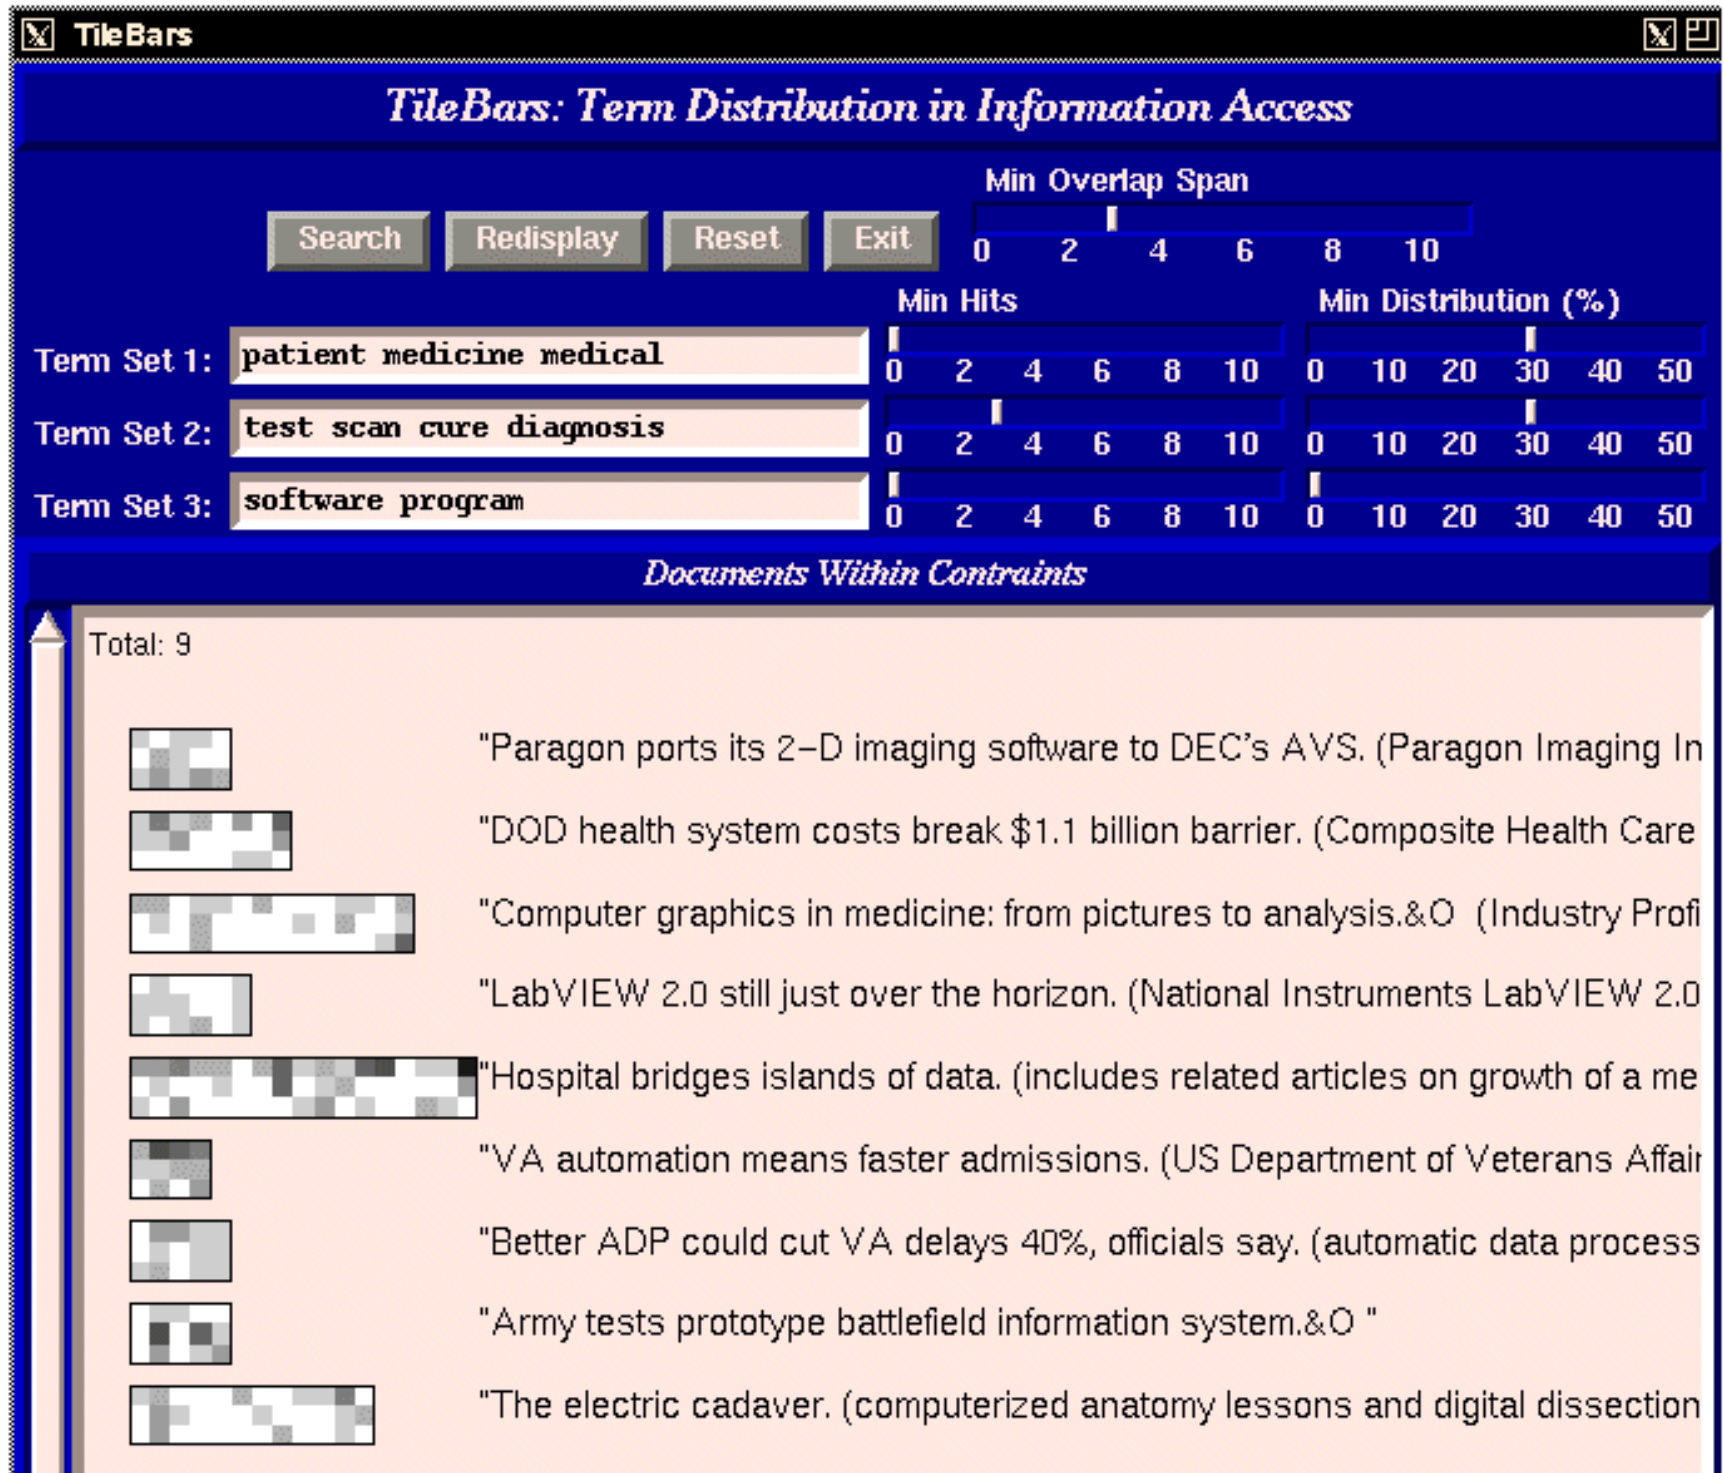 TileBars
TileBars: Term Distribution in Information Access
Min Overlap Span
Search Redisplay Reset Exit
0 2 4 6 8 10
Min Hits Min Distribution (%)
Term Set 1: patient medicine medical
0 2 4 6 8 10 0 10 20 30 40 50
Term Set 2: test scan cure diagnosis
0 2 4 6 8 10 0 10 20 30 40 50
Term Set 3: software program
0 2 4 6 8 10 0 10 20 30 40 50
Documents Within Contraints
Total: 9
"Paragon ports its 2-D imaging software to DEC's AVS. (Paragon Imaging In
"DOD health system costs break $1.1 billion barrier. (Composite Health Care
"Computer graphics in medicine: from pictures to analysis.&O (Industry Profi
"LabVIEW 2.0 still just over the horizon. (National Instruments LabVIEW 2.0
"Hospital bridges islands of data. (includes related articles on growth of a me
"VA automation means faster admissions. (US Department of Veterans Affair
"Better ADP could cut VA delays 40%, officials say. (automatic data process
"Army tests prototype battlefield information system.&O "
"The electric cadaver. (computerized anatomy lessons and digital dissection